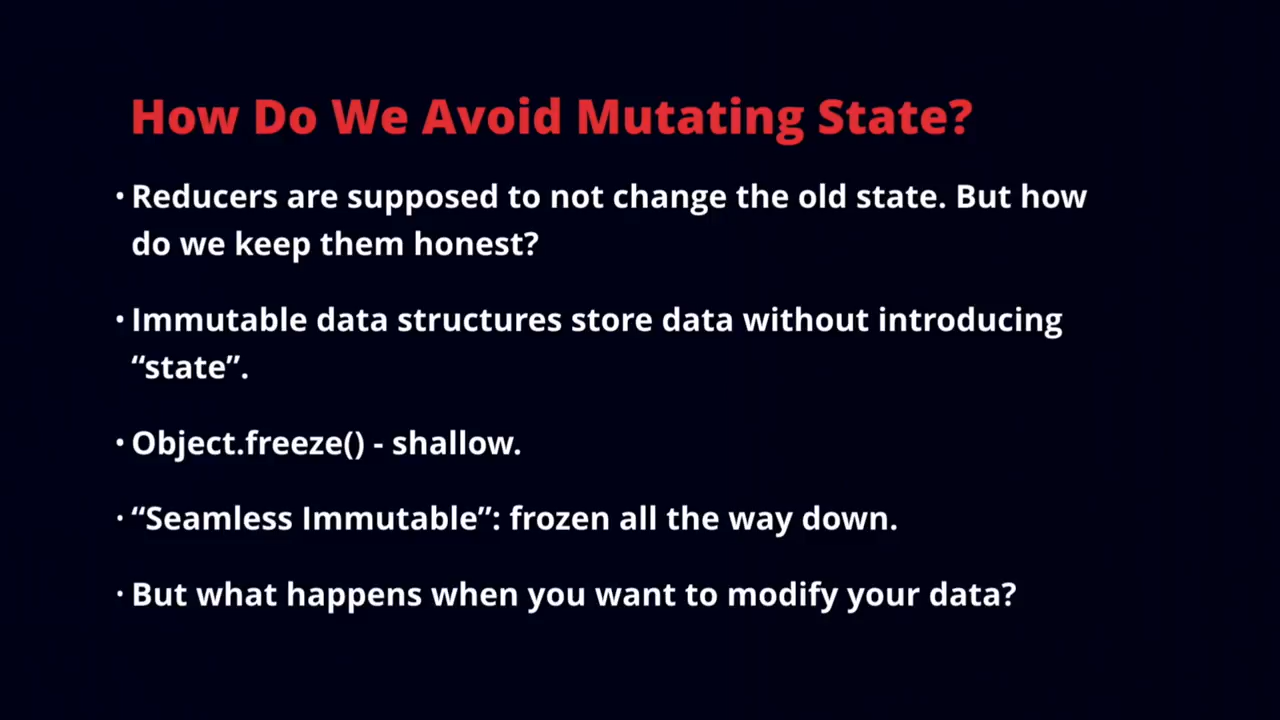 How Do We Avoid Mutating State?
• Reducers are supposed to not change the old state. But how
do we keep them honest?
• Immutable data structures store data without introducing
“state”.
• Object.freeze() - shallow.
• “Seamless Immutable”: frozen all the way down.
• But what happens when you want to modify your data?